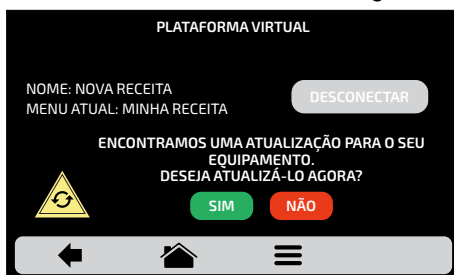 PLATAFORMA VIRTUAL
NOME: NOVA RECEITA
MENU ATUAL: MINHA RECEITA
DESCONECTAR
ENCONTRAMOS UMA ATUALIZAÇÃO PARA O SEU
EQUIPAMENTO.
DESEJA ATUALIZÁ-LO AGORA?
SIM
NÃO